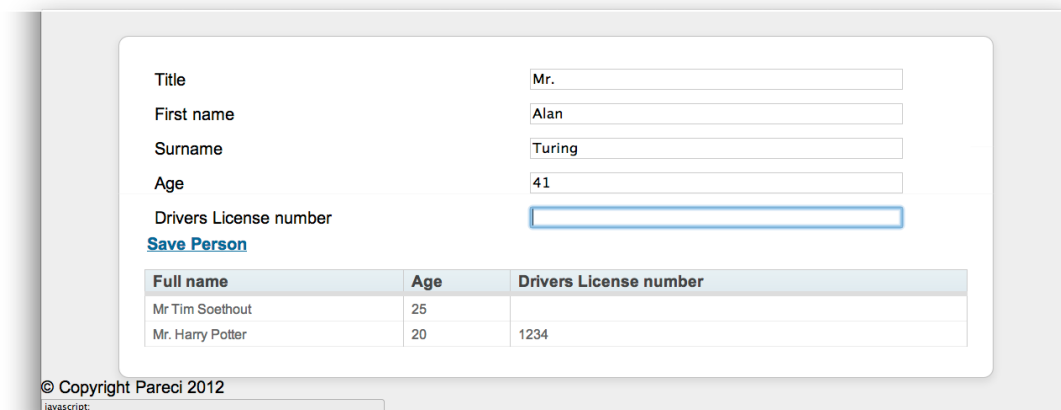 Title Mr.
First name Alan
Surname Turing
Age 41
Drivers License number
Save Person
Full name Age Drivers License number
Mr Tim Soethout 25
Mr. Harry Potter 20 1234
© Copyright Pareci 2012
javascript: